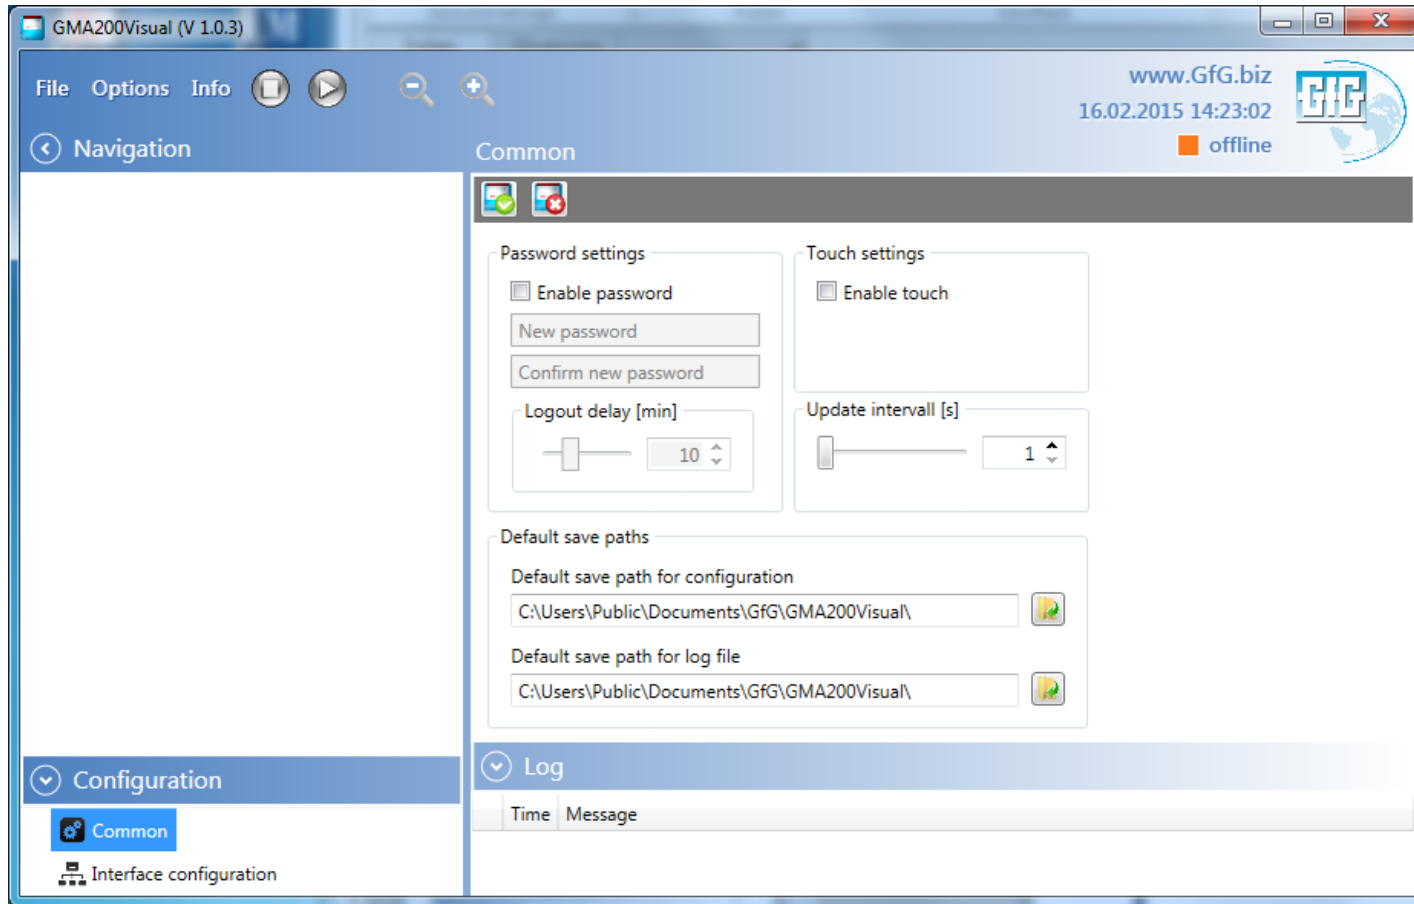 GMA200Visual (V 1.0.3)
File Options Info
www.GfG.biz
16.02.2015 14:23:02
offline
GfG
Navigation
Common
Password settings
Enable password
New password
Confirm new password
Logout delay [min]
10
Touch settings
Enable touch
Update intervall [s]
1
Default save paths
Default save path for configuration
C:\Users\Public\Documents\GfG\GMA200Visual\
Default save path for log file
C:\Users\Public\Documents\GfG\GMA200Visual\
Configuration
Common
Interface configuration
Log
Time Message